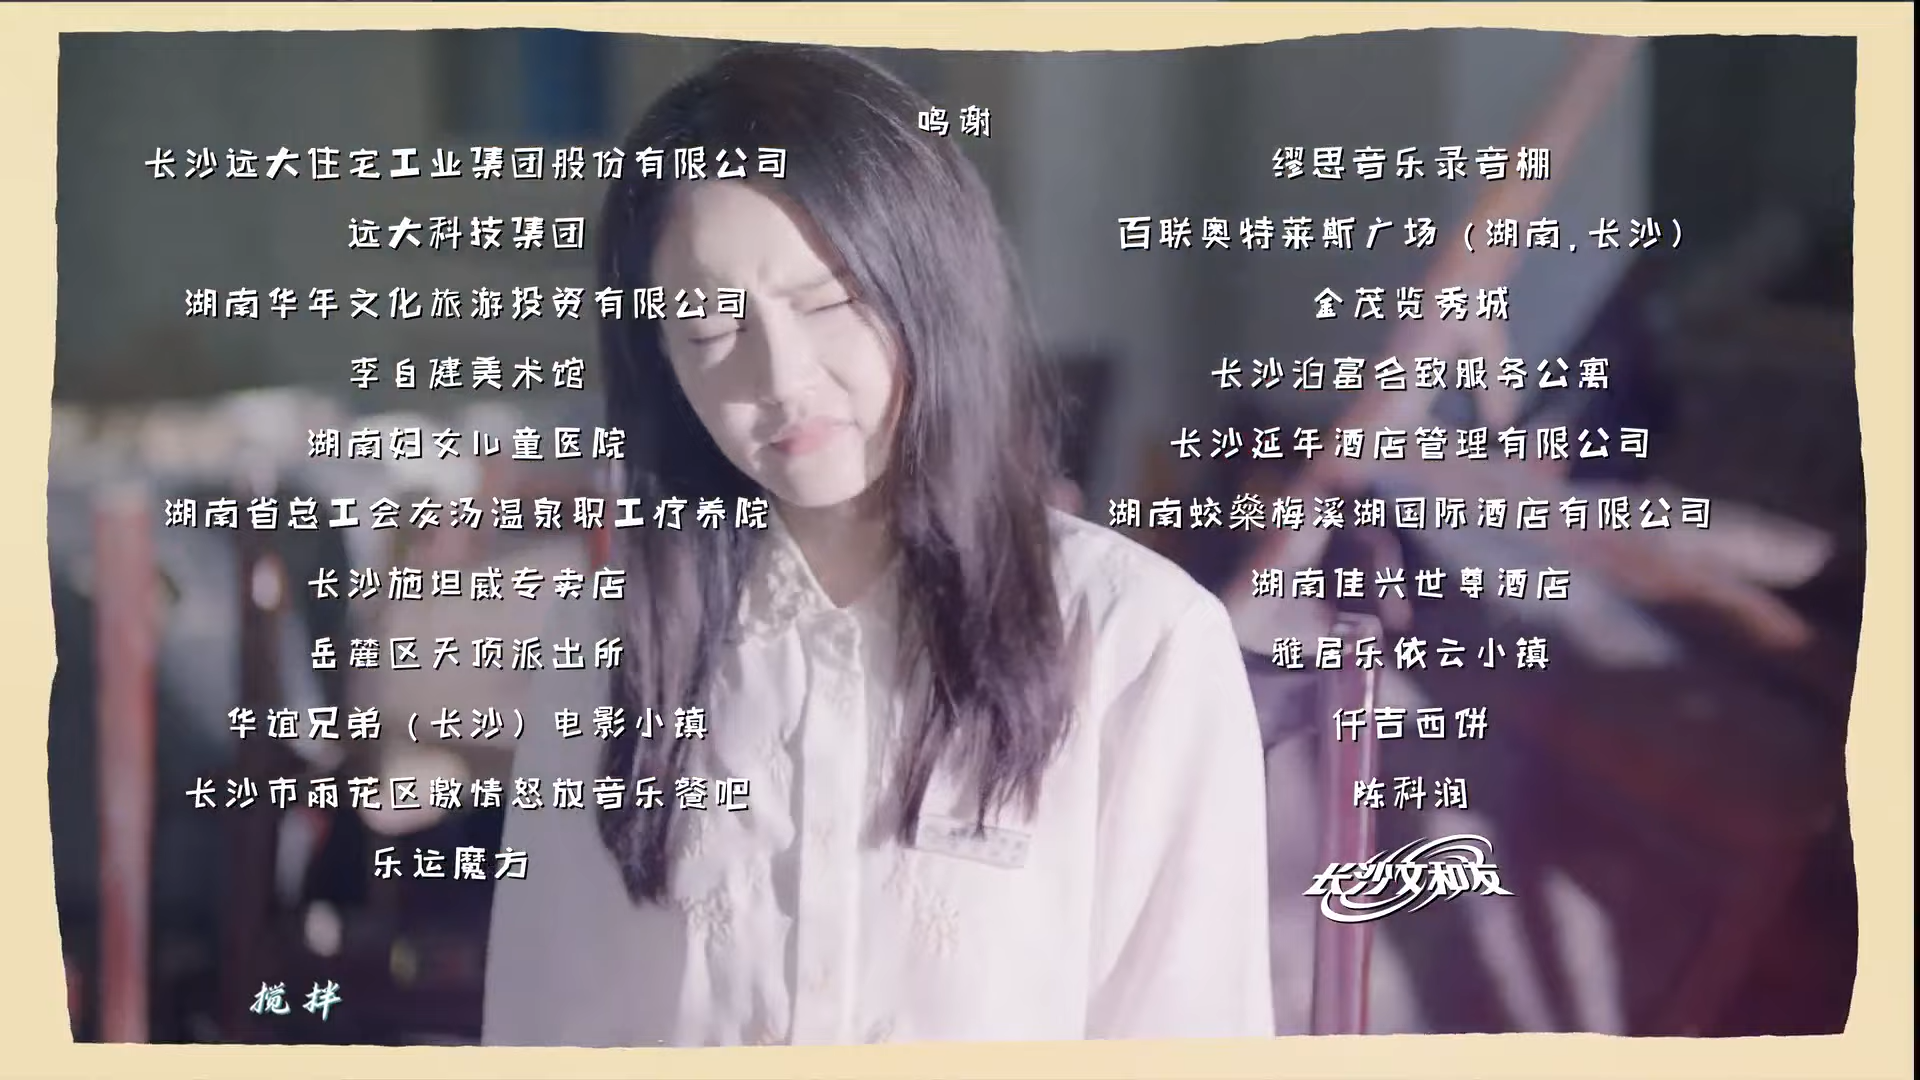 鸣谢
长沙远大住宅工业集团股份有限公司
远大科技集团
湖南华年文化旅游投资有限公司
李自建美术馆
湖南妇女儿童医院
湖南省总工会灰汤温泉职工疗养院
长沙施坦威专卖店
岳麓区天顶派出所
华谊兄弟（长沙）电影小镇
长沙市雨花区激情怒放音乐餐吧
乐运魔方
缪思音乐录音棚
百联奥特莱斯广场（湖南.长沙）
金茂览秀城
长沙泊富名致服务公寓
长沙延年酒店管理有限公司
湖南蛟燊梅溪湖国际酒店有限公司
湖南佳兴世尊酒店
雅居乐依云小镇
仟吉西饼
陈科润
长沙文和友
搅拌